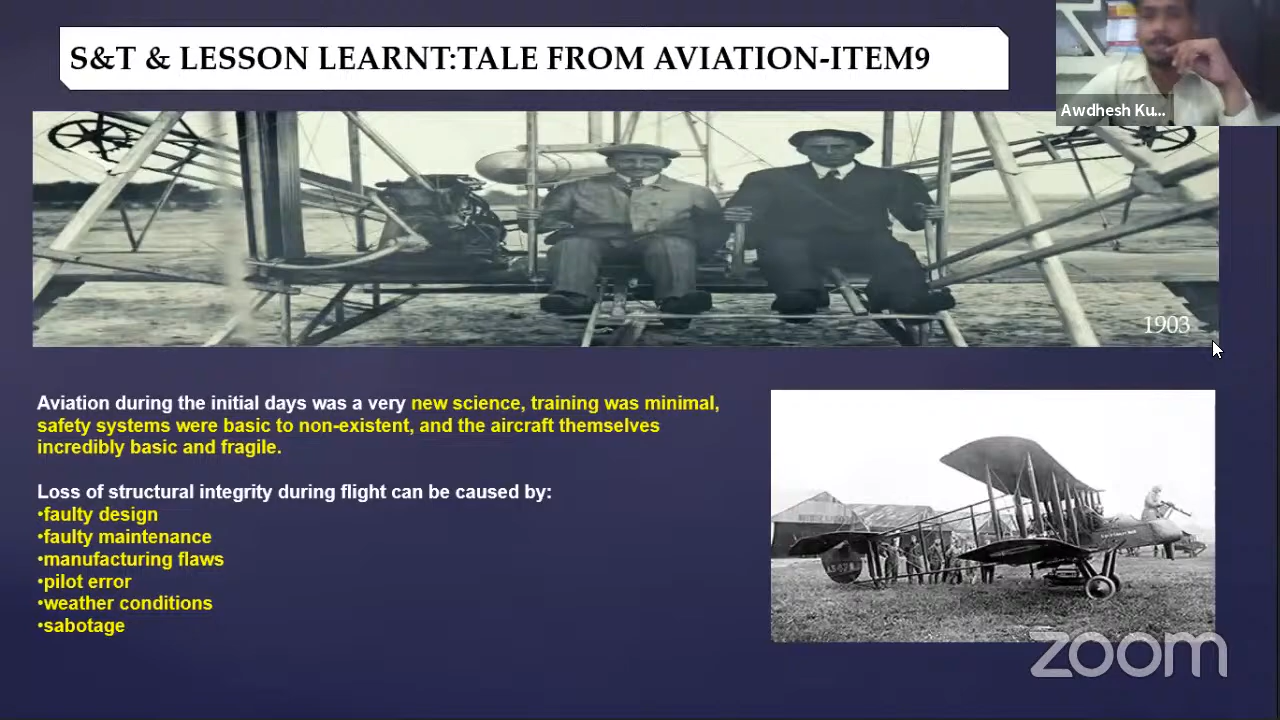 S&T & LESSON LEARNT:TALE FROM AVIATION-ITEM9
Awdhesh Ku...
1903
Aviation during the initial days was a very new science, training was minimal,
safety systems were basic to non-existent, and the aircraft themselves
incredibly basic and fragile.
Loss of structural integrity during flight can be caused by:
•faulty design
•faulty maintenance
•manufacturing flaws
•pilot error
•weather conditions
•sabotage
zoom